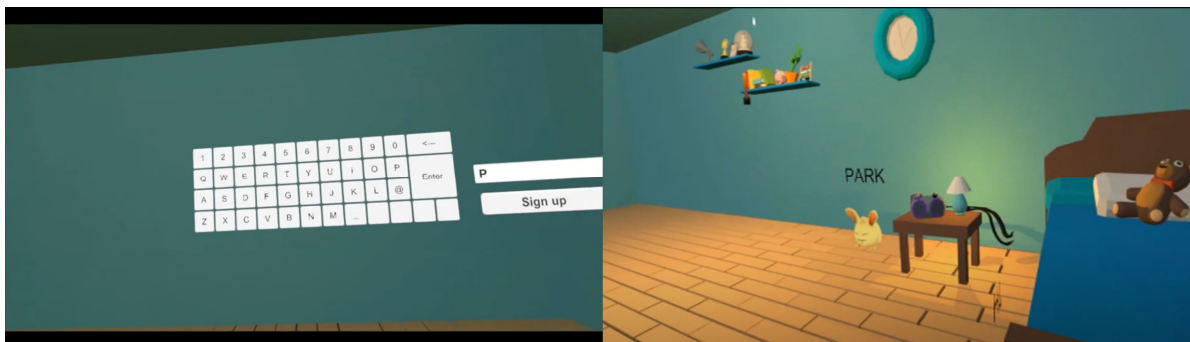 1 2 3 4 5 6 7 8 9 0 <---
Q W E R T Y U I O P
Enter
A S D F G H J K L @
Z X C V B N M _
P
Sign up
PARK